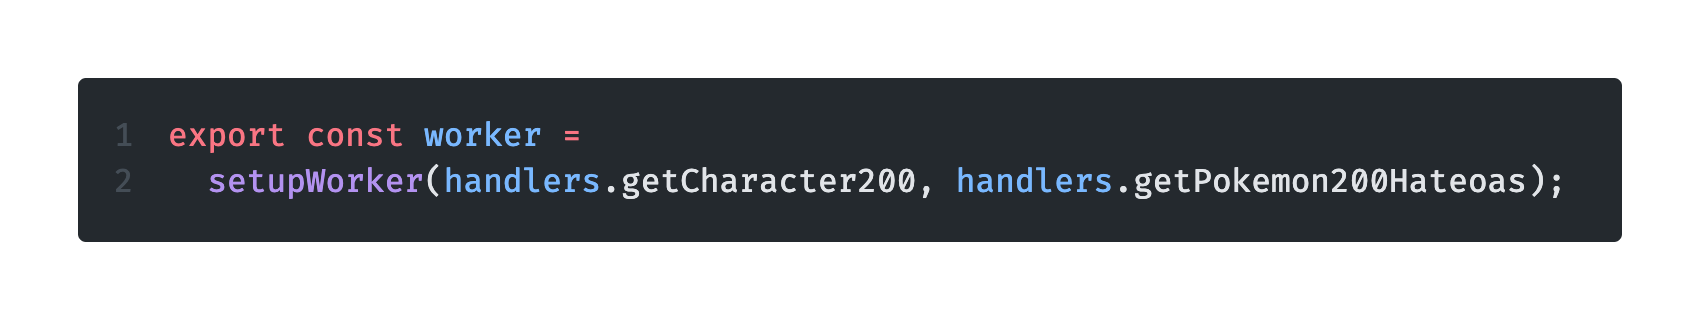 1 export const worker =
2 setupWorker(handlers.getCharacter200, handlers.getPokemon200Hateoas);